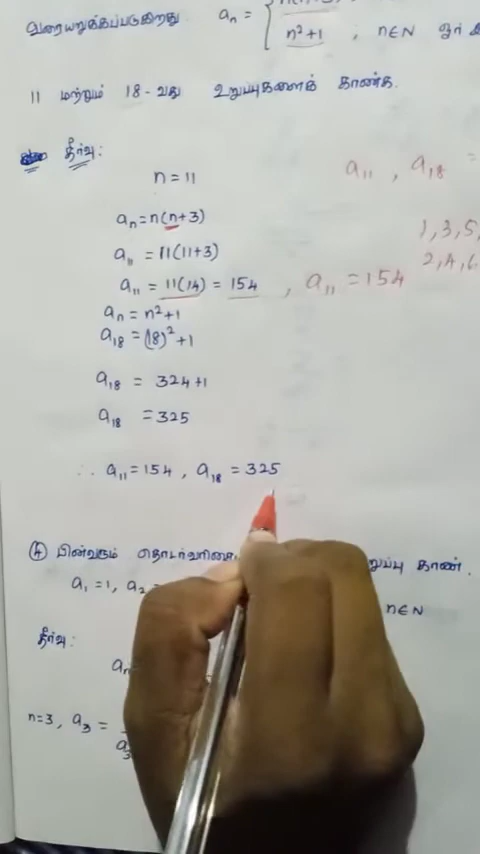 வரையறுக்கப்படுகிறது. aₙ = {
n²+1 ; n∈N ஓர்
11 மற்றும் 18-வது உறுப்புகளைக் காண்க.
தீர்வு:
n = 11
a₁₁ , a₁₈ =
aₙ = n(n+3)
1, 3, 5,
a₁₁ = 11(11+3)
2, 4, 6
a₁₁ = 11(14) = 154 , a₁₁ = 154
aₙ = n²+1
a₁₈ = (18)²+1
a₁₈ = 324+1
a₁₈ = 325
∴ a₁₁ = 154 , a₁₈ = 325
④ பின்வரும் காண்.
a₁ = 1, a₂ n∈N
தீர்வு:
n=3, a₃ =
a₃